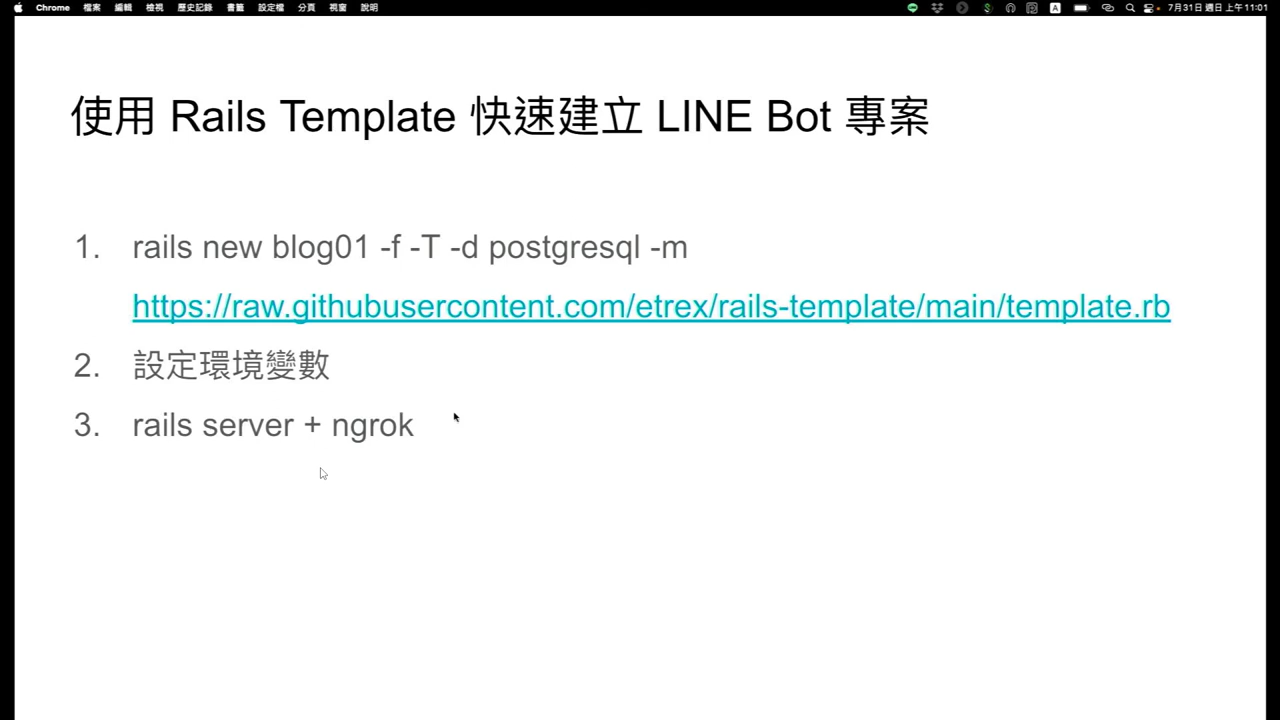 Chrome 檔案 編輯 檢視 歷史記錄 書籤 設定檔 分頁 視窗 說明 A 7月31日 週日 上午11:01
使用 Rails Template 快速建立 LINE Bot 專案
1. rails new blog01 -f -T -d postgresql -m
https://raw.githubusercontent.com/etrex/rails-template/main/template.rb
2. 設定環境變數
3. rails server + ngrok